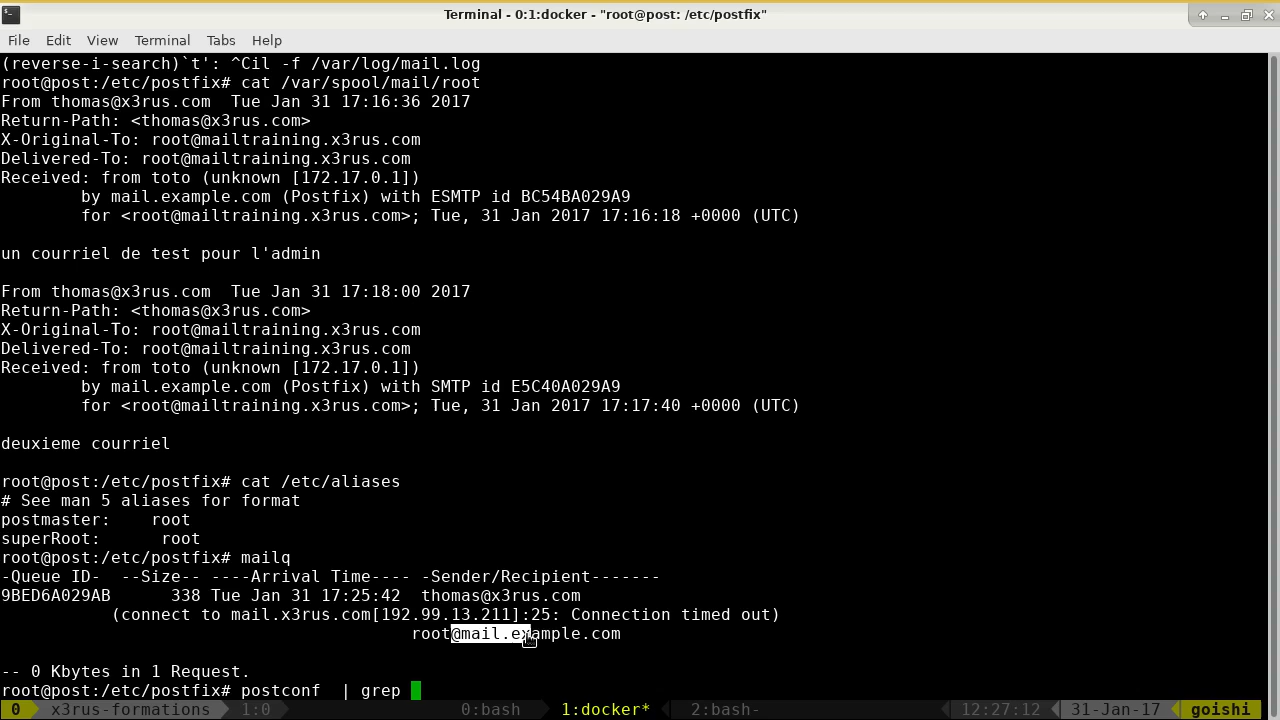 Terminal - 0:1:docker - "root@post: /etc/postfix"
File Edit View Terminal Tabs Help
(reverse-i-search)`t': ^Cil -f /var/log/mail.log
root@post:/etc/postfix# cat /var/spool/mail/root
From thomas@x3rus.com  Tue Jan 31 17:16:36 2017
Return-Path: <thomas@x3rus.com>
X-Original-To: root@mailtraining.x3rus.com
Delivered-To: root@mailtraining.x3rus.com
Received: from toto (unknown [172.17.0.1])
        by mail.example.com (Postfix) with ESMTP id BC54BA029A9
        for <root@mailtraining.x3rus.com>; Tue, 31 Jan 2017 17:16:18 +0000 (UTC)
un courriel de test pour l'admin
From thomas@x3rus.com  Tue Jan 31 17:18:00 2017
Return-Path: <thomas@x3rus.com>
X-Original-To: root@mailtraining.x3rus.com
Delivered-To: root@mailtraining.x3rus.com
Received: from toto (unknown [172.17.0.1])
        by mail.example.com (Postfix) with SMTP id E5C40A029A9
        for <root@mailtraining.x3rus.com>; Tue, 31 Jan 2017 17:17:40 +0000 (UTC)
deuxieme courriel
root@post:/etc/postfix# cat /etc/aliases
# See man 5 aliases for format
postmaster:    root
superRoot:      root
root@post:/etc/postfix# mailq
-Queue ID-  --Size-- ----Arrival Time---- -Sender/Recipient-------
9BED6A029AB      338 Tue Jan 31 17:25:42  thomas@x3rus.com
           (connect to mail.x3rus.com[192.99.13.211]:25: Connection timed out)
                                         root@mail.example.com
-- 0 Kbytes in 1 Request.
root@post:/etc/postfix# postconf  | grep
0 x3rus-formations 1:0 0:bash 1:docker* 2:bash- 12:27:12 31-Jan-17 goishi